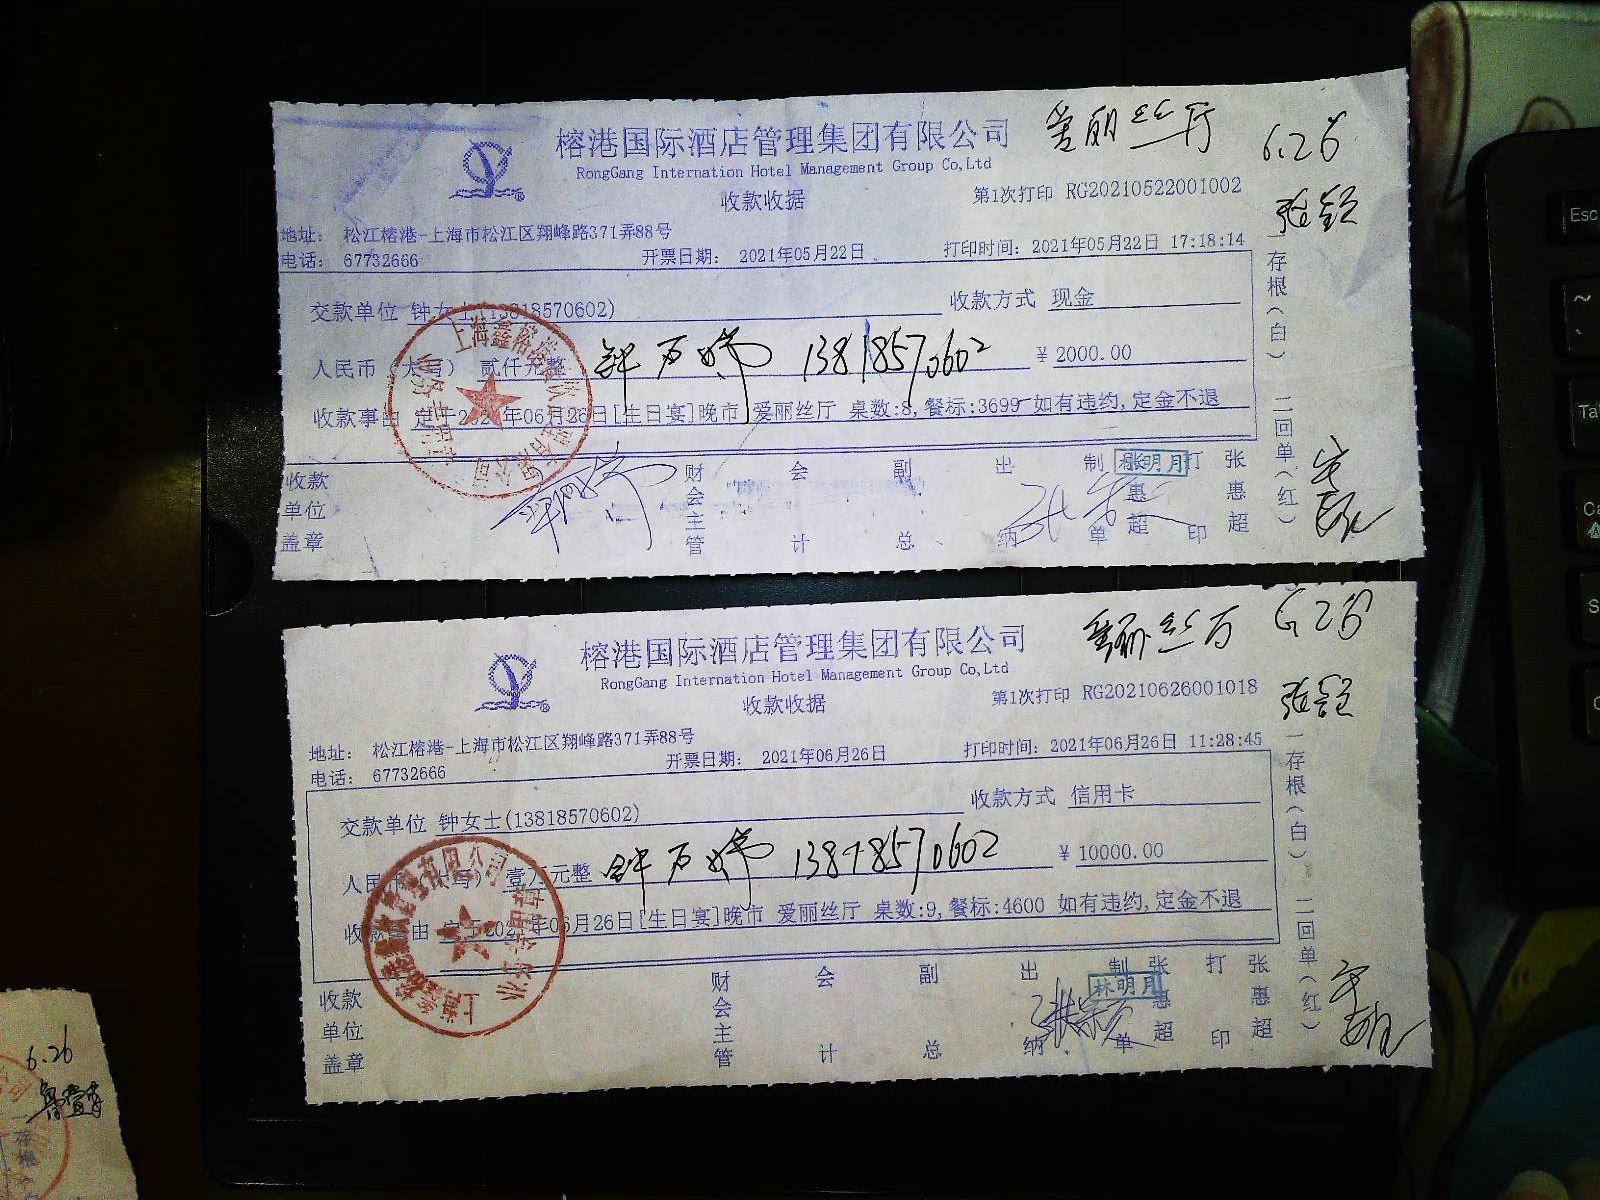 榕港国际酒店管理集团有限公司
爱丽丝厅
6.26
RongGang Internation Hotel Management Group Co,Ltd
收款收据
第1次打印 RG20210522001002
地址： 松江榕港-上海市松江区翔峰路371弄88号
电话： 67732666
开票日期： 2021年05月22日
打印时间：2021年05月22日 17:18:14
交款单位 钟女士(13818570602)
收款方式 现金
人民币（大写） 贰仟元整
13818570602
￥ 2000.00
收款事由 定于2021年06月26日[生日宴]晚市 爱丽丝厅 桌数:8,餐标:3699 如有违约,定金不退
收款单位盖章
财会主管
会计
副总
出纳
制单
张惠超
林明月
打印
张惠超
一存根(白) 二回单(红)
榕港国际酒店管理集团有限公司
6.26
RongGang Internation Hotel Management Group Co,Ltd
收款收据
第1次打印 RG20210626001018
地址： 松江榕港-上海市松江区翔峰路371弄88号
电话： 67732666
开票日期： 2021年06月26日
打印时间：2021年06月26日 11:28:45
交款单位 钟女士(13818570602)
收款方式 信用卡
人民币（大写） 壹万元整
13818570602
￥ 10000.00
收款事由 定于2021年06月26日[生日宴]晚市 爱丽丝厅 桌数:9,餐标:4600 如有违约,定金不退
收款单位盖章
财会主管
会计
副总
出纳
制单
张惠超
林明月
打印
张惠超
一存根(白) 二回单(红)
6.26
Esc